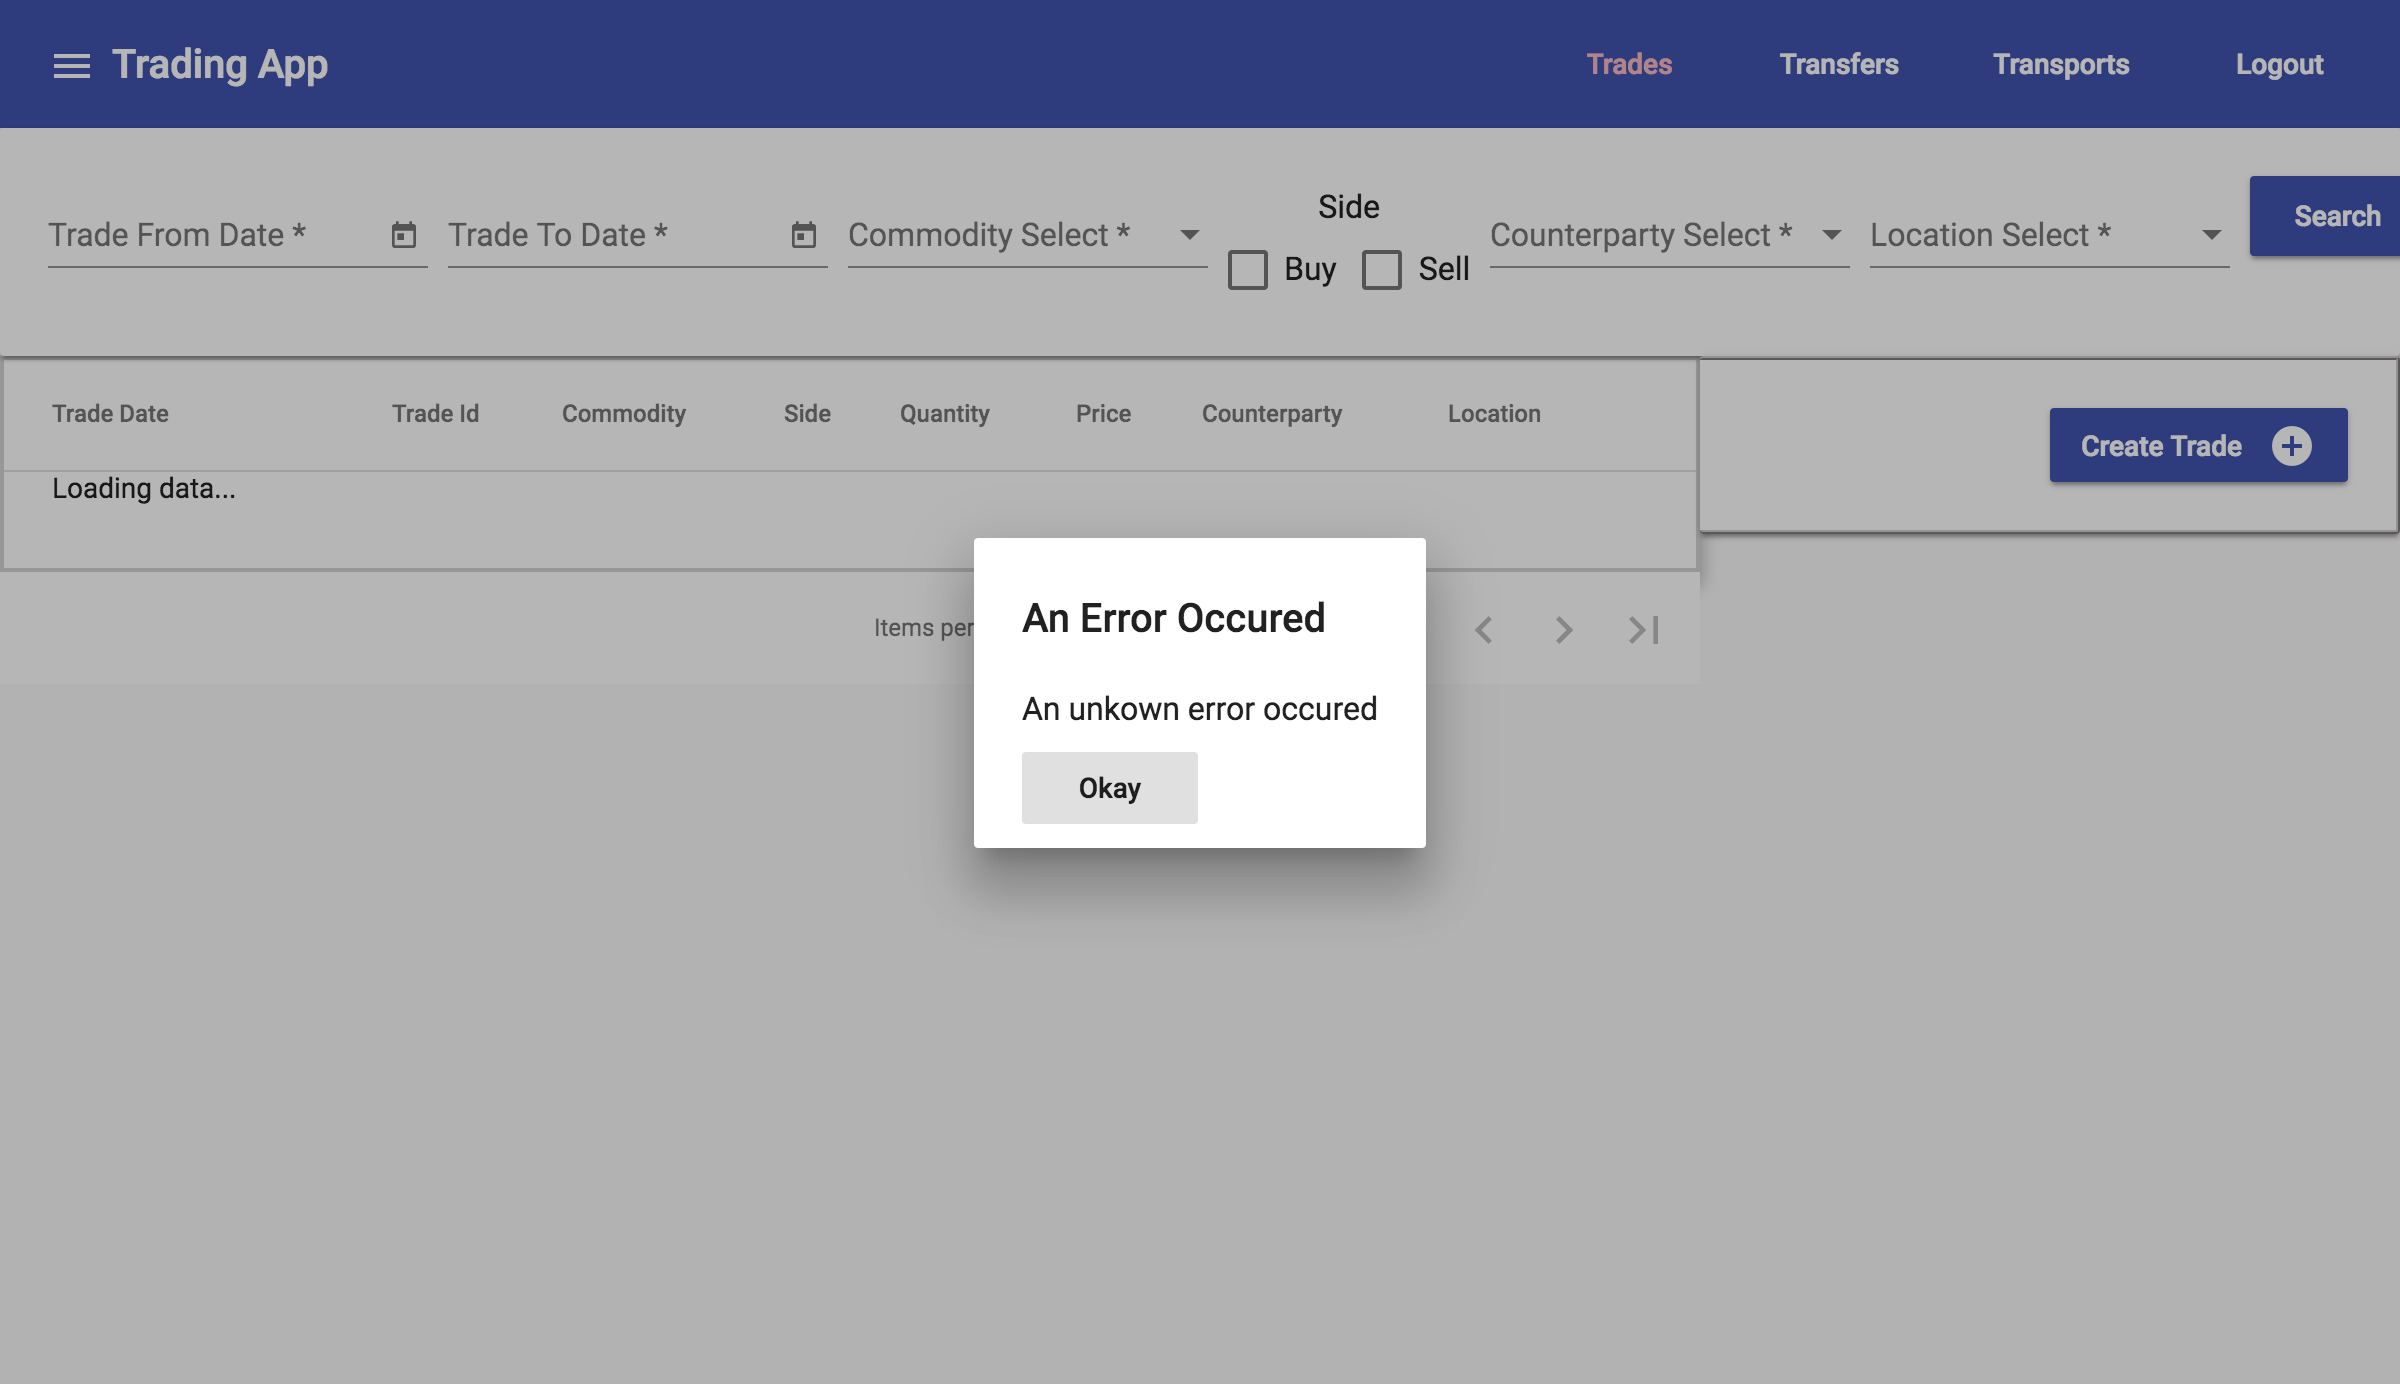 Trading App
Trades Transfers Transports Logout
Side
Trade From Date * Trade To Date * Commodity Select * Buy Sell Counterparty Select * Location Select * Search
Trade Date Trade Id Commodity Side Quantity Price Counterparty Location
Create Trade
Loading data...
Items per
An Error Occured
An unkown error occured
Okay